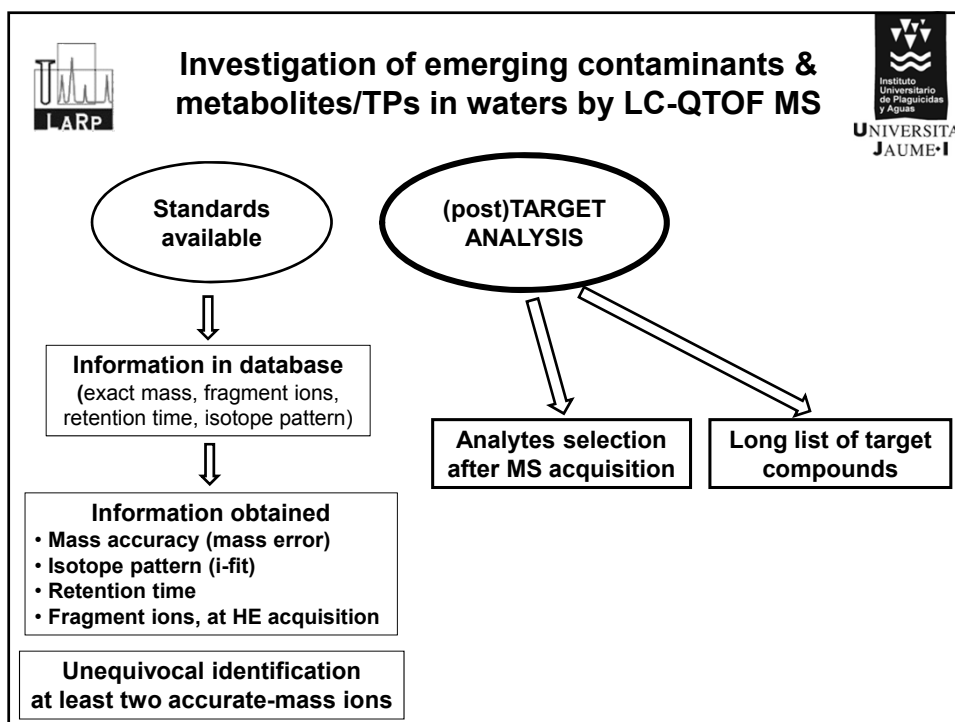 LARP
Investigation of emerging contaminants &
metabolites/TPs in waters by LC-QTOF MS
Instituto
Universitario
de Plaguicidas
y Aguas
UNIVERSITA
JAUME·I
Standards
available
(post)TARGET
ANALYSIS
Information in database
(exact mass, fragment ions,
retention time, isotope pattern)
Analytes selection
after MS acquisition
Long list of target
compounds
Information obtained
• Mass accuracy (mass error)
• Isotope pattern (i-fit)
• Retention time
• Fragment ions, at HE acquisition
Unequivocal identification
at least two accurate-mass ions